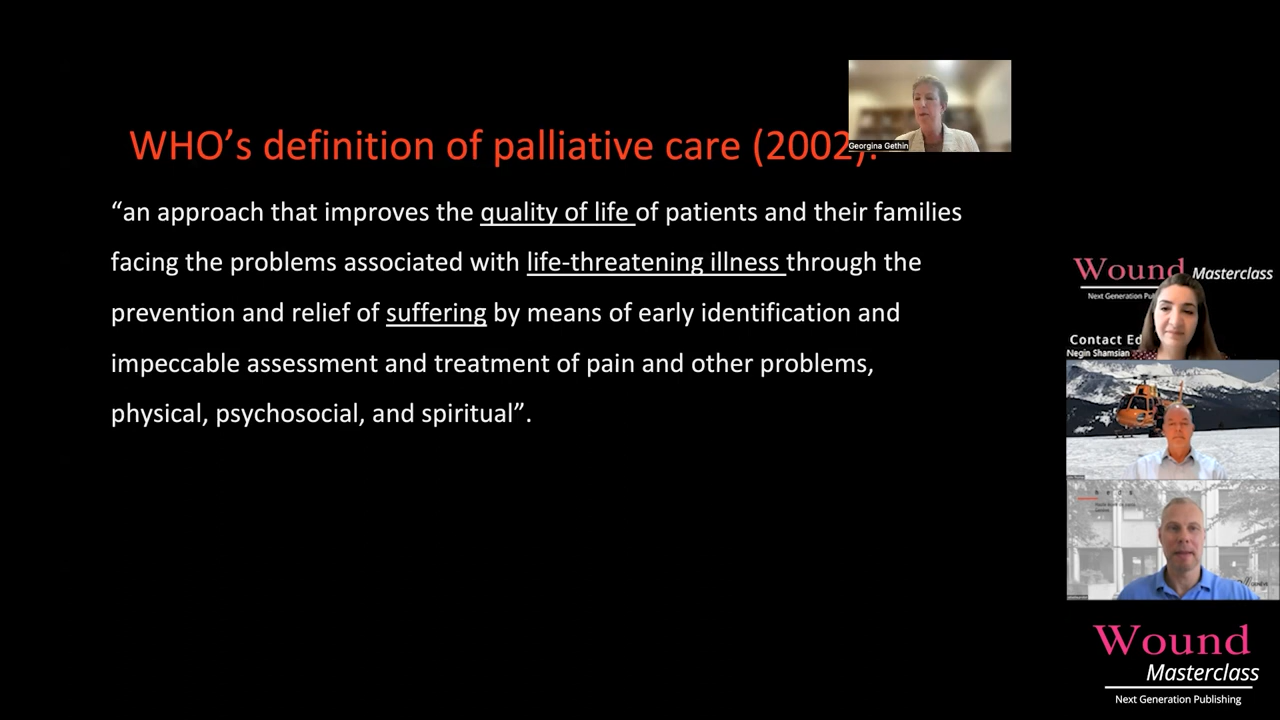 WHO’s definition of palliative care (2002):
Georgina Gethin
“an approach that improves the quality of life of patients and their families
facing the problems associated with life-threatening illness through the
prevention and relief of suffering by means of early identification and
impeccable assessment and treatment of pain and other problems,
physical, psychosocial, and spiritual”.
Wound Masterclass
Next Generation
Contact
Negin Shamsian
Wound
Masterclass
Next Generation Publishing